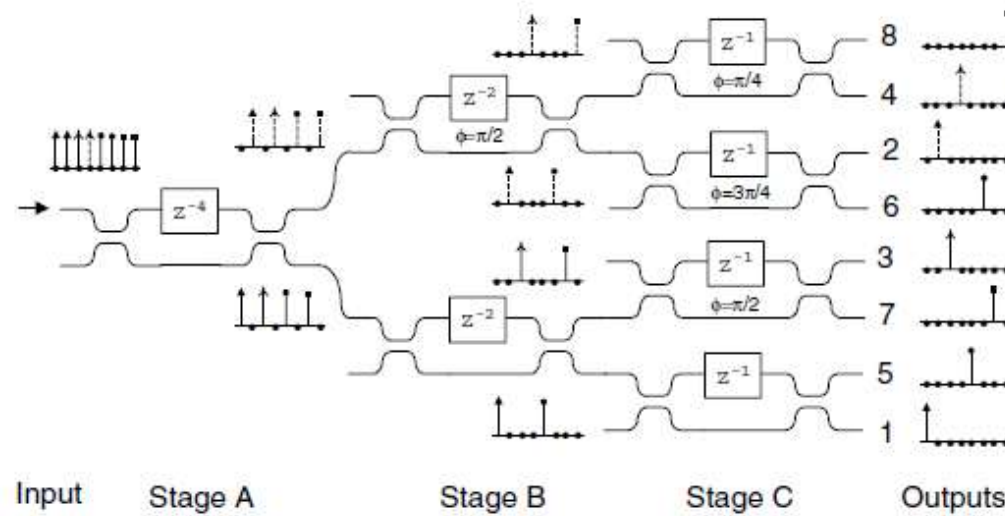 8
z⁻¹
ϕ=π/4
4
z⁻²
ϕ=π/2
z⁻¹
2
ϕ=3π/4
6
z⁻⁴
z⁻¹
3
ϕ=π/2
7
z⁻²
z⁻¹
5
1
Input Stage A Stage B Stage C Outputs